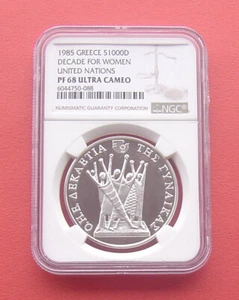 1985 GREECE S1000D
DECADE FOR WOMEN
UNITED NATIONS
PF 68 ULTRA CAMEO
6044750-088
NUMISMATIC GUARANTY CORPORATION
NGC
ΟΗΕ ΔΕΚΑΕΤΙΑ ΤΗΣ ΓΥΝΑΙΚΑΣ